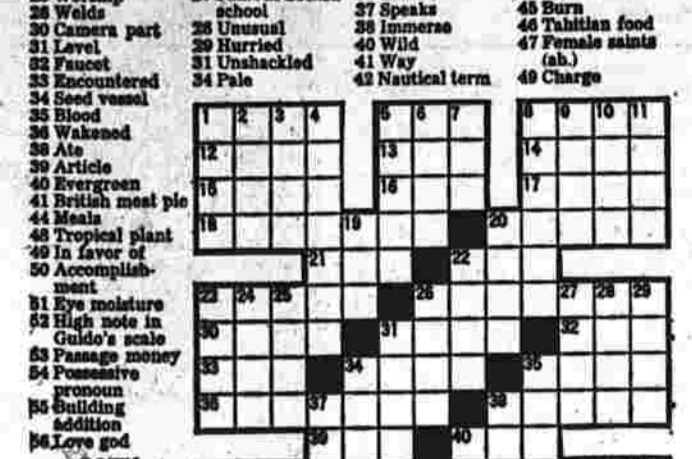 26 Welds
30 Camera part
31 Level
32 Faucet
33 Encountered
34 Seed vessel
35 Blood
36 Wakened
38 Ate
39 Article
40 Evergreen
41 British meat pie
44 Meals
48 Tropical plant
49 In favor of
50 Accomplish-
ment
51 Eye moisture
52 High note in
Guido's scale
53 Passage money
54 Possessive
pronoun
55 Building
addition
56 Love god
school
28 Unusual
29 Hurried
31 Unshackled
34 Pale
37 Speaks
38 Immerse
40 Wild
41 Way
42 Nautical term
45 Burn
46 Tahitian food
47 Female saints
(ab.)
49 Charge
1 2 3 4 5 6 7 8 9 10 11
12 13 14
15 16 17
18 19 20
21 22
23 24 25 26 27 28 29
30 31 32
33 34 35
36 37 38
39 40